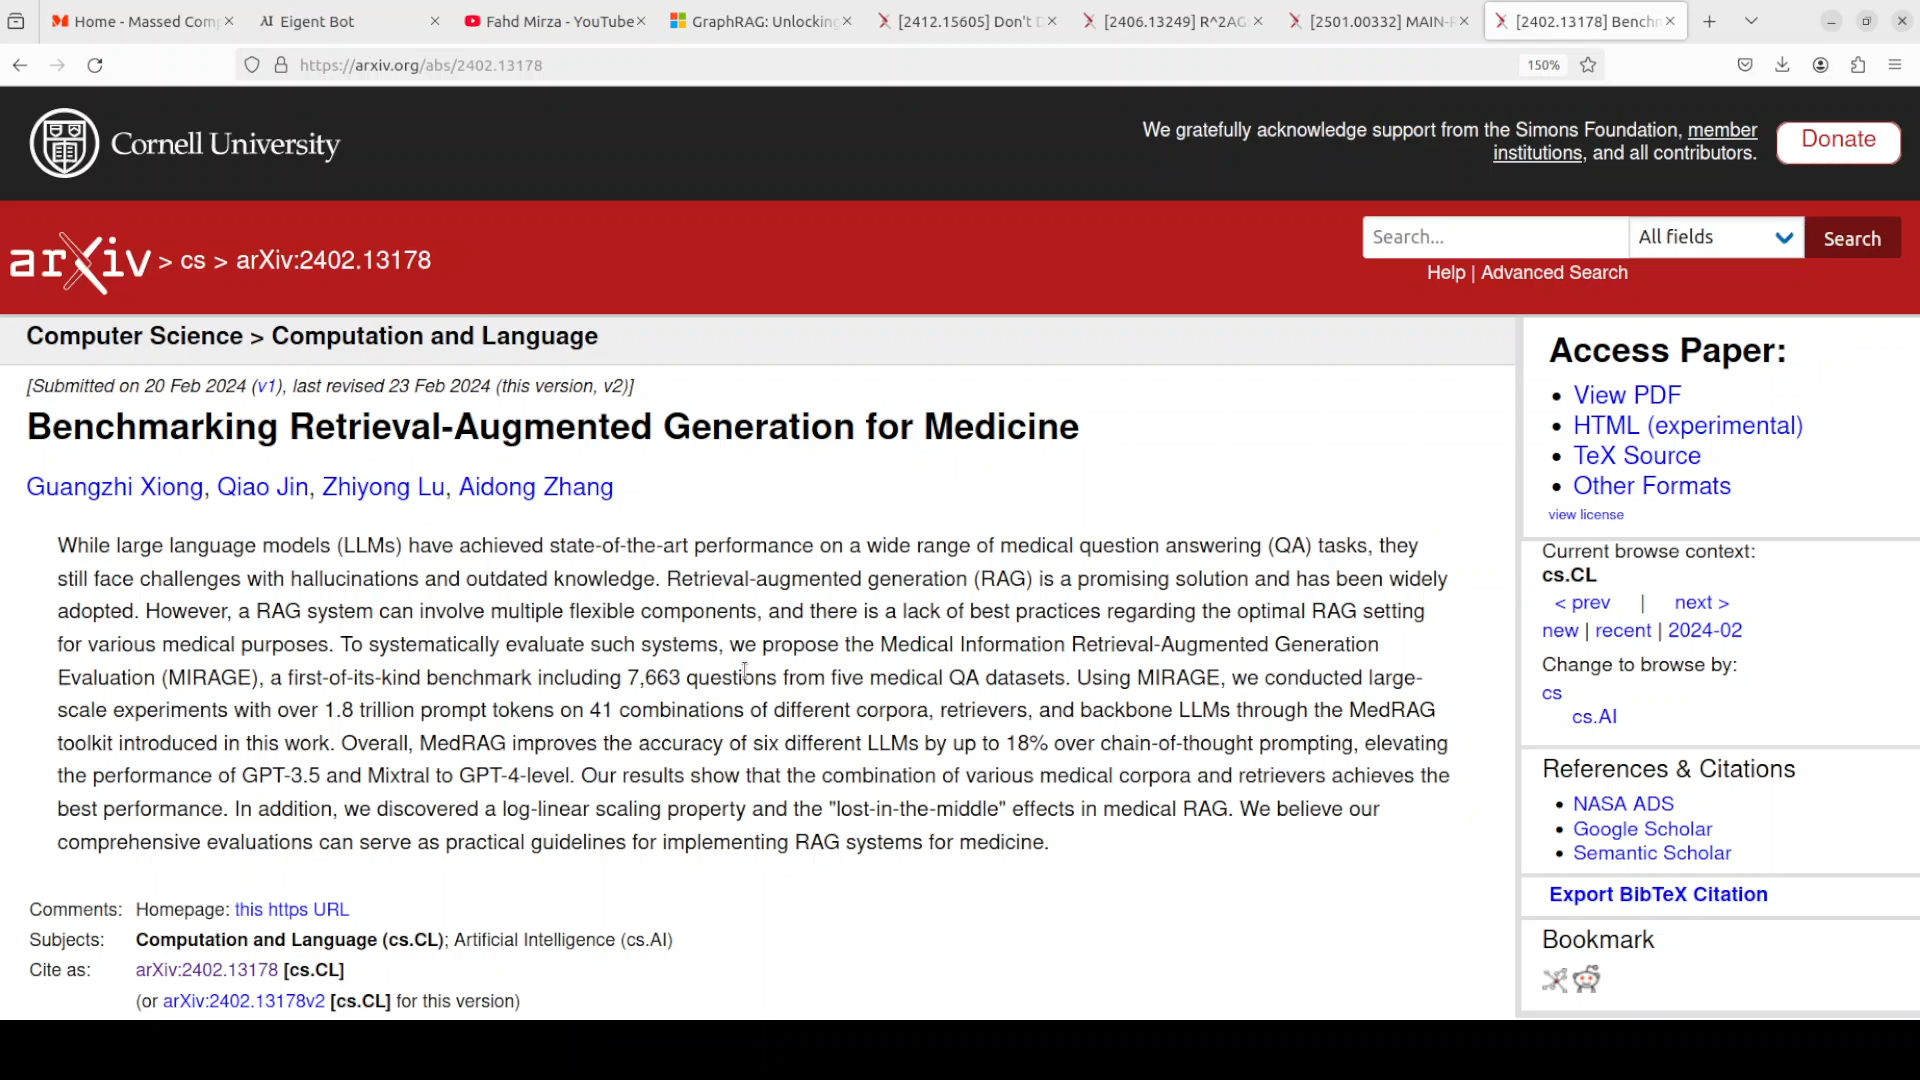 Home - Massed Comp
AI Eigent Bot
Fahd Mirza - YouTube
GraphRAG: Unlocking
[2412.15605] Don't D
[2406.13249] R^2AG
[2501.00332] MAIN-R
[2402.13178] Benchm
https://arxiv.org/abs/2402.13178
150%
Cornell University
We gratefully acknowledge support from the Simons Foundation, member
institutions, and all contributors.
Donate
arXiv > cs > arXiv:2402.13178
Search...
All fields
Search
Help | Advanced Search
Computer Science > Computation and Language
[Submitted on 20 Feb 2024 (v1), last revised 23 Feb 2024 (this version, v2)]
Benchmarking Retrieval-Augmented Generation for Medicine
Guangzhi Xiong, Qiao Jin, Zhiyong Lu, Aidong Zhang
While large language models (LLMs) have achieved state-of-the-art performance on a wide range of medical question answering (QA) tasks, they
still face challenges with hallucinations and outdated knowledge. Retrieval-augmented generation (RAG) is a promising solution and has been widely
adopted. However, a RAG system can involve multiple flexible components, and there is a lack of best practices regarding the optimal RAG setting
for various medical purposes. To systematically evaluate such systems, we propose the Medical Information Retrieval-Augmented Generation
Evaluation (MIRAGE), a first-of-its-kind benchmark including 7,663 questions from five medical QA datasets. Using MIRAGE, we conducted large-
scale experiments with over 1.8 trillion prompt tokens on 41 combinations of different corpora, retrievers, and backbone LLMs through the MedRAG
toolkit introduced in this work. Overall, MedRAG improves the accuracy of six different LLMs by up to 18% over chain-of-thought prompting, elevating
the performance of GPT-3.5 and Mixtral to GPT-4-level. Our results show that the combination of various medical corpora and retrievers achieves the
best performance. In addition, we discovered a log-linear scaling property and the "lost-in-the-middle" effects in medical RAG. We believe our
comprehensive evaluations can serve as practical guidelines for implementing RAG systems for medicine.
Comments: Homepage: this https URL
Subjects: Computation and Language (cs.CL); Artificial Intelligence (cs.AI)
Cite as: arXiv:2402.13178 [cs.CL]
(or arXiv:2402.13178v2 [cs.CL] for this version)
Access Paper:
View PDF
HTML (experimental)
TeX Source
Other Formats
view license
Current browse context:
cs.CL
< prev | next >
new | recent | 2024-02
Change to browse by:
cs
cs.AI
References & Citations
NASA ADS
Google Scholar
Semantic Scholar
Export BibTeX Citation
Bookmark